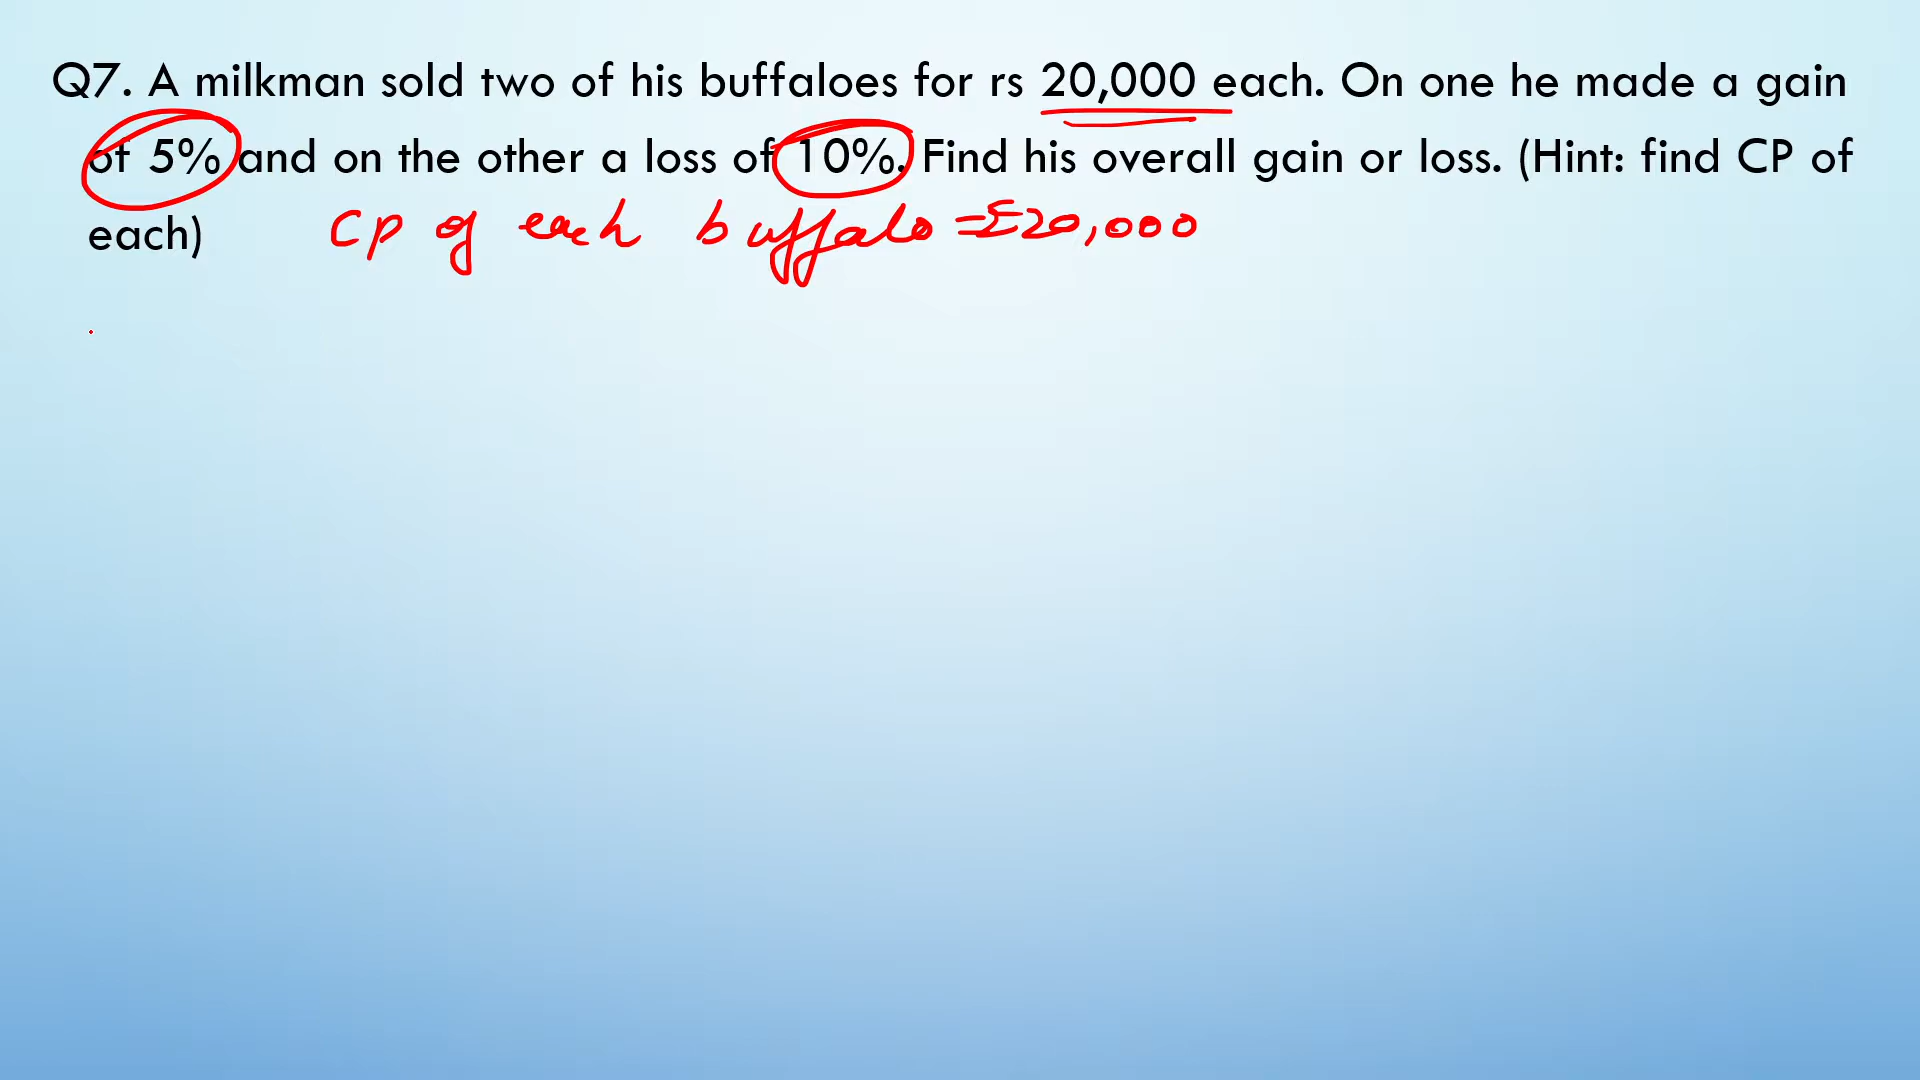 Q7. A milkman sold two of his buffaloes for rs 20,000 each. On one he made a gain
of 5% and on the other a loss of 10%. Find his overall gain or loss. (Hint: find CP of
each) CP of each buffalo = ₹20,000